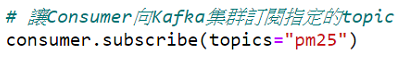 # 讓Consumer向Kafka集群訂閱指定的topic
consumer.subscribe(topics="pm25")